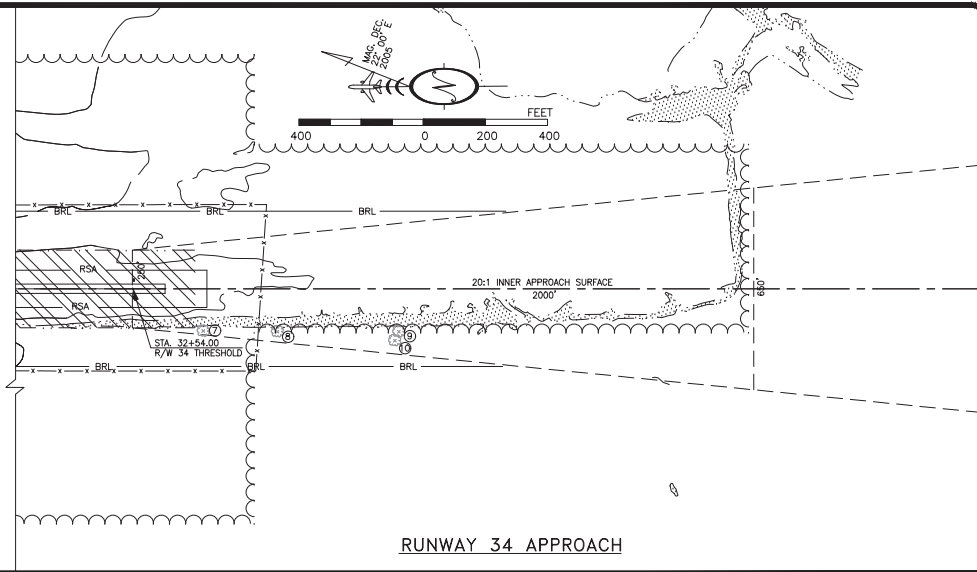 MAG. DEC.
22° 00' E
2005
FEET
400 0 200 400
BRL BRL BRL
RSA
250'
20:1 INNER APPROACH SURFACE
2000'
650'
RSA
7
8
9
10
STA. 32+54.00
R/W 34 THRESHOLD
BRL BRL BRL
RUNWAY 34 APPROACH